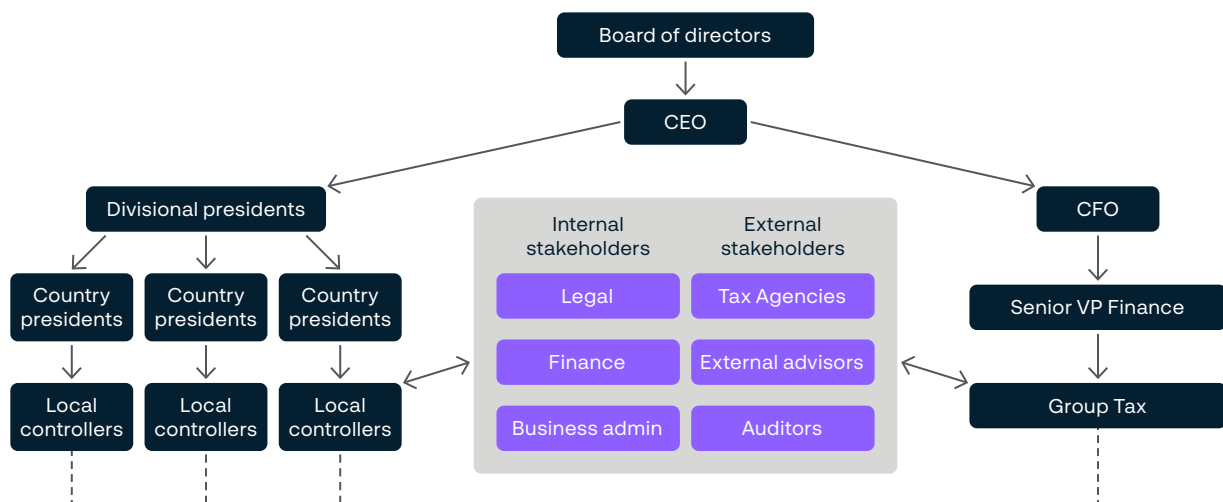 Board of directors
CEO
Divisional presidents
CFO
Internal
stakeholders
External
stakeholders
Country
presidents
Country
presidents
Country
presidents
Legal
Tax Agencies
Senior VP Finance
Finance
External advisors
Local
controllers
Local
controllers
Local
controllers
Business admin
Auditors
Group Tax